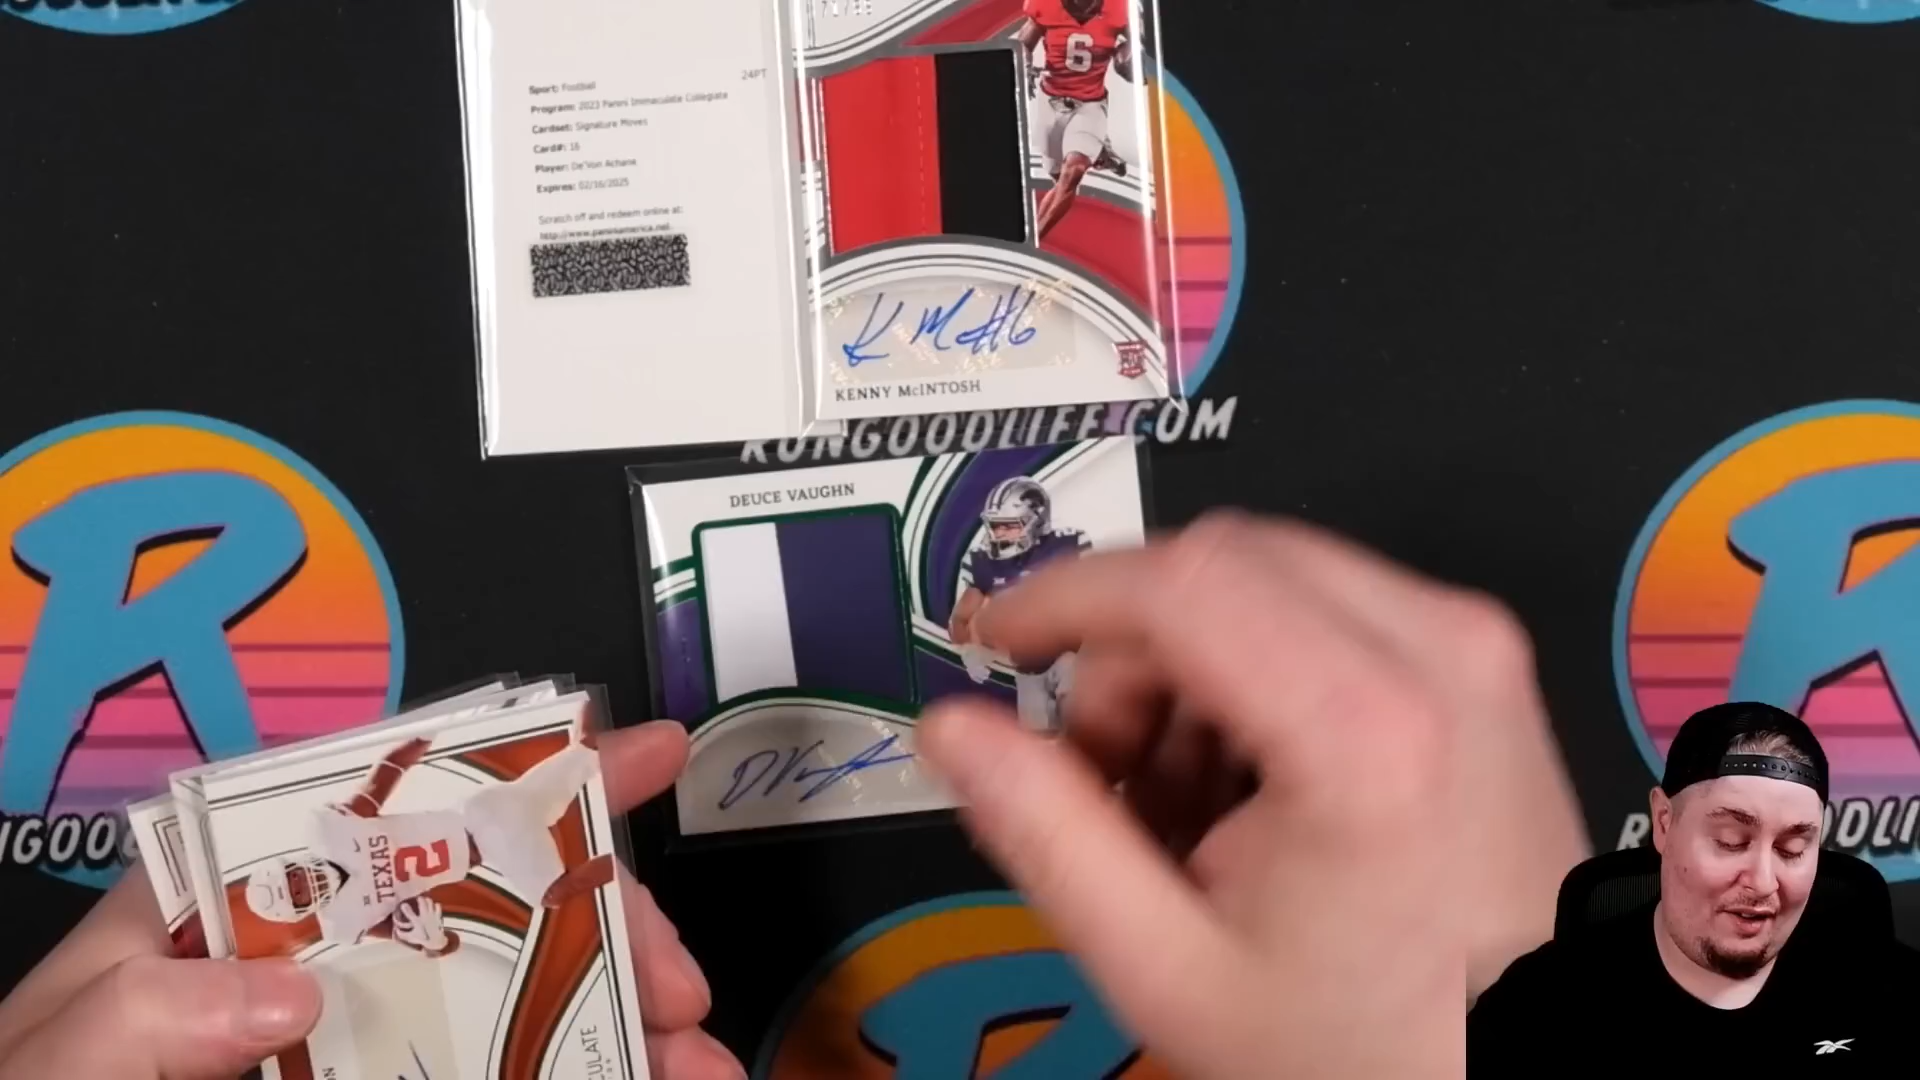 24PT
Sport: Football
Program: 2023 Panini Immaculate Collegiate
Cardset: Signature Moves
Card#: 16
Player: De'Von Achane
Expires: 02/16/2025
Scratch off and redeem online at:
http://www.paniniamerica.net
6
K Mc #6
KENNY McINTOSH
RUNGOODLIFE.COM
DEUCE VAUGHN
TEXAS
2